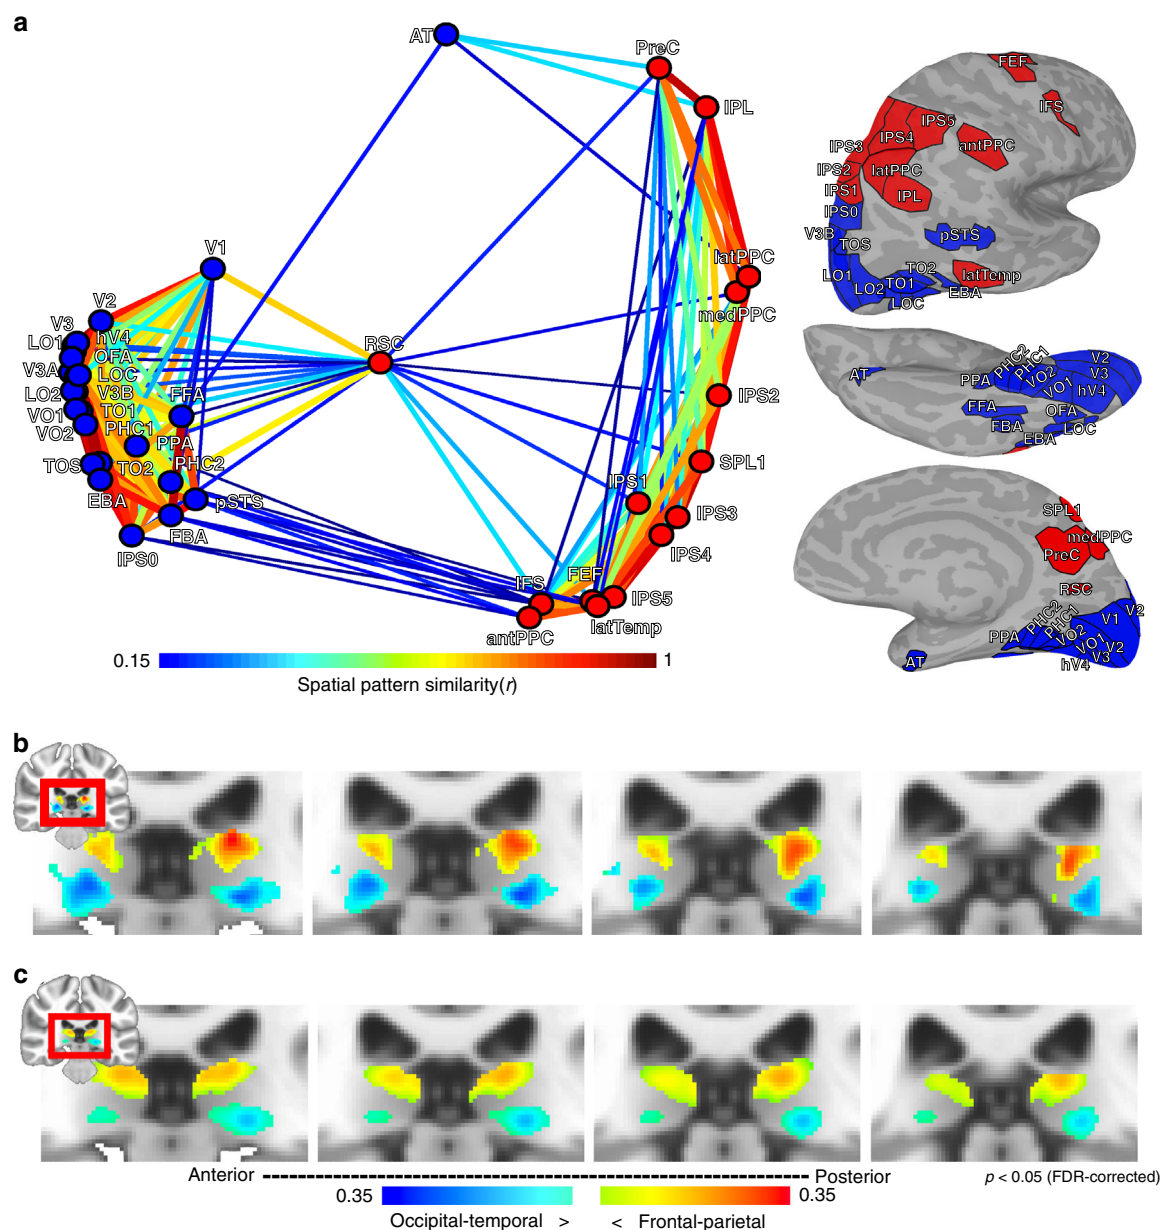 a
AT
PreC
IPL
V1
V2
V3
hV4
LO1
OFA
V3A
LOC
LO2
V3B
FFA
VO1
TO1
VO2
PHC1
PPA
TOS
TO2
PHC2
EBA
pSTS
FBA
IPS0
RSC
latPPC
medPPC
IPS2
SPL1
IPS1
IPS3
IPS4
IFS
FEF
IPS5
antPPC
latTemp
0.15
1
Spatial pattern similarity(r)
FEF
IFS
IPS5
IPS4
IPS3
antPPC
IPS2
latPPC
IPS1
IPL
IPS0
V3B
TOS
pSTS
LO1
TO2
latTemp
LO2
TO1
EBA
LOC
AT
PPA
PHC2
PHC1
VO2
VO1
V2
V3
hV4
FFA
OFA
FBA
LOC
EBA
SPL1
medPPC
PreC
RSC
PPA
PHC2
PHC1
VO2
VO1
V1
V2
V2
V3
hV4
AT
b
c
Anterior
Posterior
p < 0.05 (FDR-corrected)
0.35
0.35
Occipital-temporal >
< Frontal-parietal